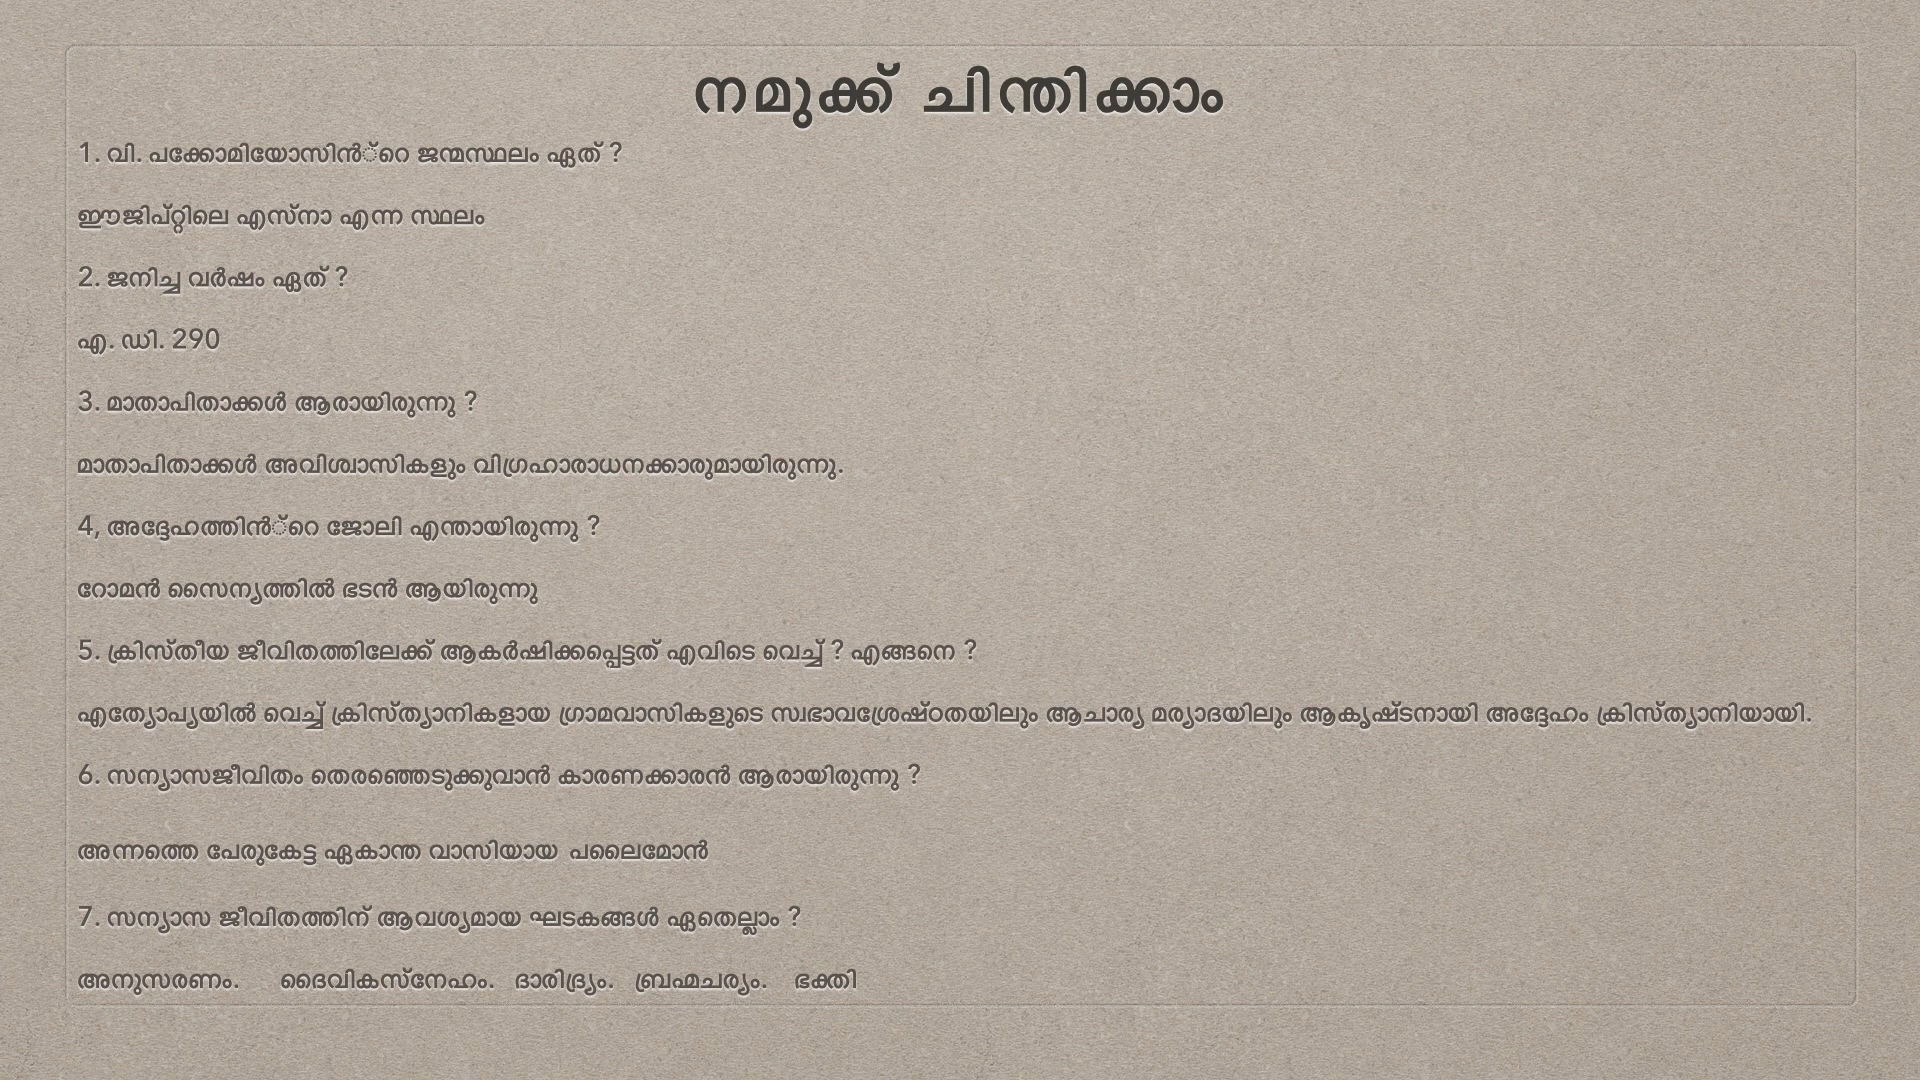 നമുക്ക് ചിന്തിക്കാം
1. വി. പക്കോമിയോസിൻ്റെ ജന്മസ്ഥലം ഏത് ?
ഈജിപ്റ്റിലെ എസ്നാ എന്ന സ്ഥലം
2. ജനിച്ച വർഷം ഏത് ?
എ. ഡി. 290
3. മാതാപിതാക്കൾ ആരായിരുന്നു ?
മാതാപിതാക്കൾ അവിശ്വാസികളും വിഗ്രഹാരാധനക്കാരുമായിരുന്നു.
4, അദ്ദേഹത്തിൻ്റെ ജോലി എന്തായിരുന്നു ?
റോമൻ സൈന്യത്തിൽ ഭടൻ ആയിരുന്നു
5. ക്രിസ്തീയ ജീവിതത്തിലേക്ക് ആകർഷിക്കപ്പെട്ടത് എവിടെ വെച്ച് ? എങ്ങനെ ?
എത്യോപ്യയിൽ വെച്ച് ക്രിസ്ത്യാനികളായ ഗ്രാമവാസികളുടെ സ്വഭാവശ്രേഷ്ഠതയിലും ആചാര്യ മര്യാദയിലും ആകൃഷ്ടനായി അദ്ദേഹം ക്രിസ്ത്യാനിയായി.
6. സന്യാസജീവിതം തെരഞ്ഞെടുക്കുവാൻ കാരണക്കാരൻ ആരായിരുന്നു ?
അന്നത്തെ പേരുകേട്ട ഏകാന്ത വാസിയായ പലൈമോൻ
7. സന്യാസ ജീവിതത്തിന് ആവശ്യമായ ഘടകങ്ങൾ ഏതെല്ലാം ?
അനുസരണം. ദൈവികസ്നേഹം. ദാരിദ്ര്യം. ബ്രഹ്മചര്യം. ഭക്തി